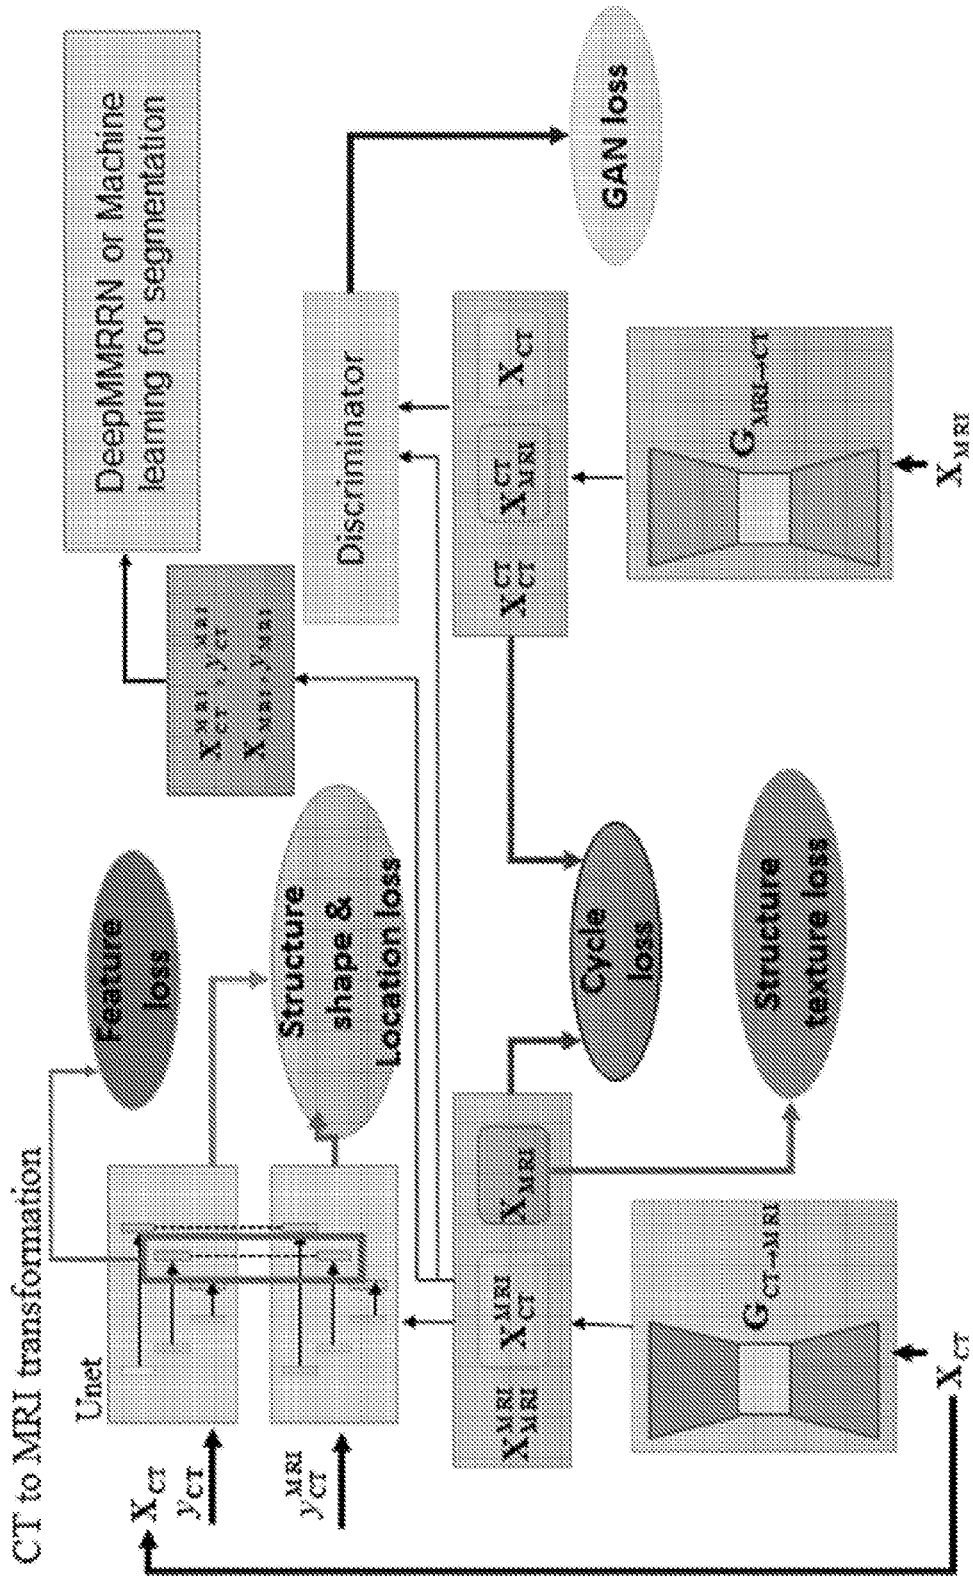 CT to MRI transformation
Unet
X_CT
y_CT
y_CT^MRI
Feature
loss
Structure
shape &
Location loss
X_CT^MRI, y_CT^MRI
X_MRI, y_MRI
DeepMMRRN or Machine
learning for segmentation
Discriminator
X_MRI^MRI X_CT^MRI X_MRI
Cycle
loss
X_CT^CT X_MRI^CT X_CT
GAN loss
Structure
texture loss
G_CT→MRI
G_MRI→CT
X_CT
X_MRI